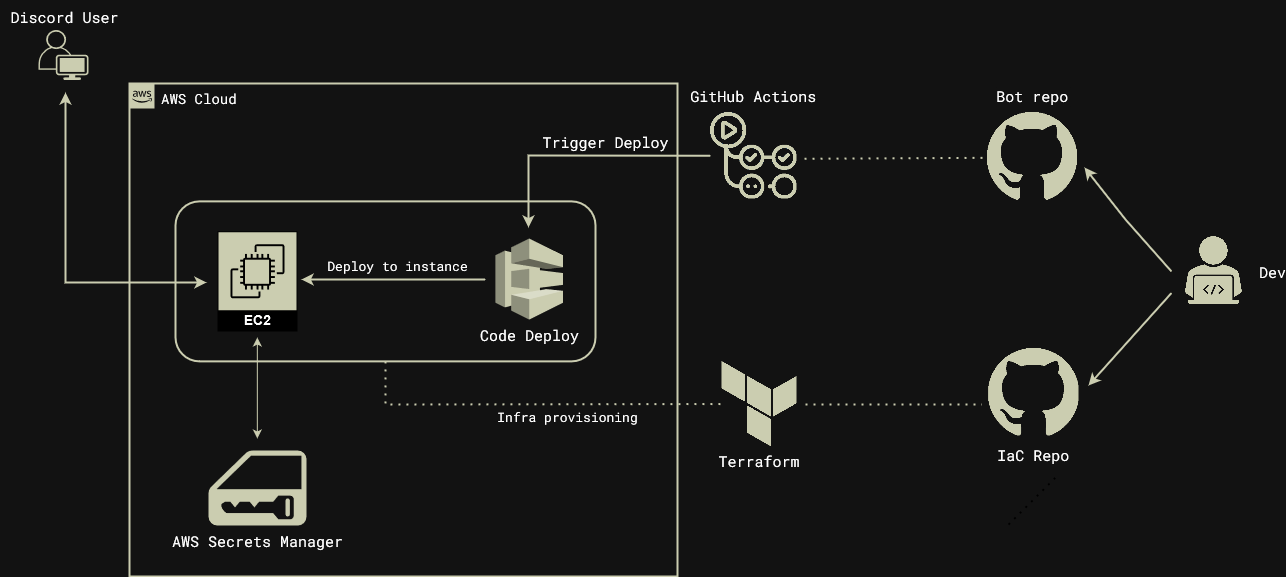 Discord User
aws
AWS Cloud
GitHub Actions
Bot repo
Trigger Deploy
Deploy to instance
EC2
Code Deploy
</>
Dev
Infra provisioning
Terraform
IaC Repo
AWS Secrets Manager